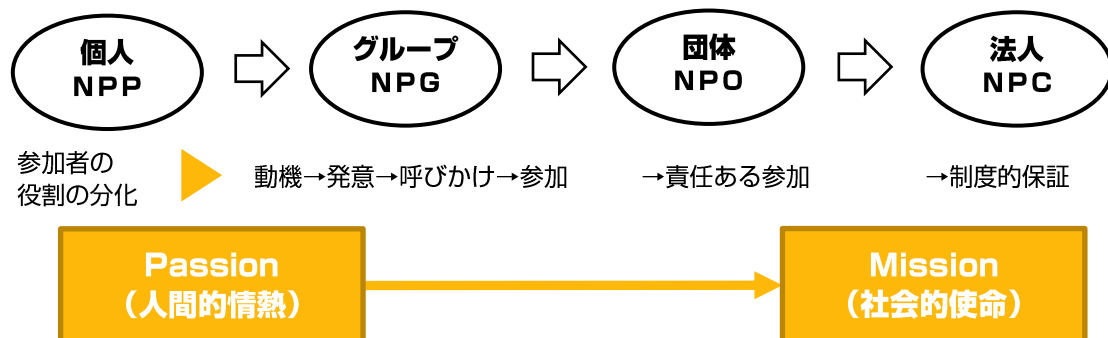 個人
NPP
グループ
NPG
団体
NPO
法人
NPC
参加者の
役割の分化
動機→発意→呼びかけ→参加
→責任ある参加
→制度的保証
Passion
（人間的情熱）
Mission
（社会的使命）